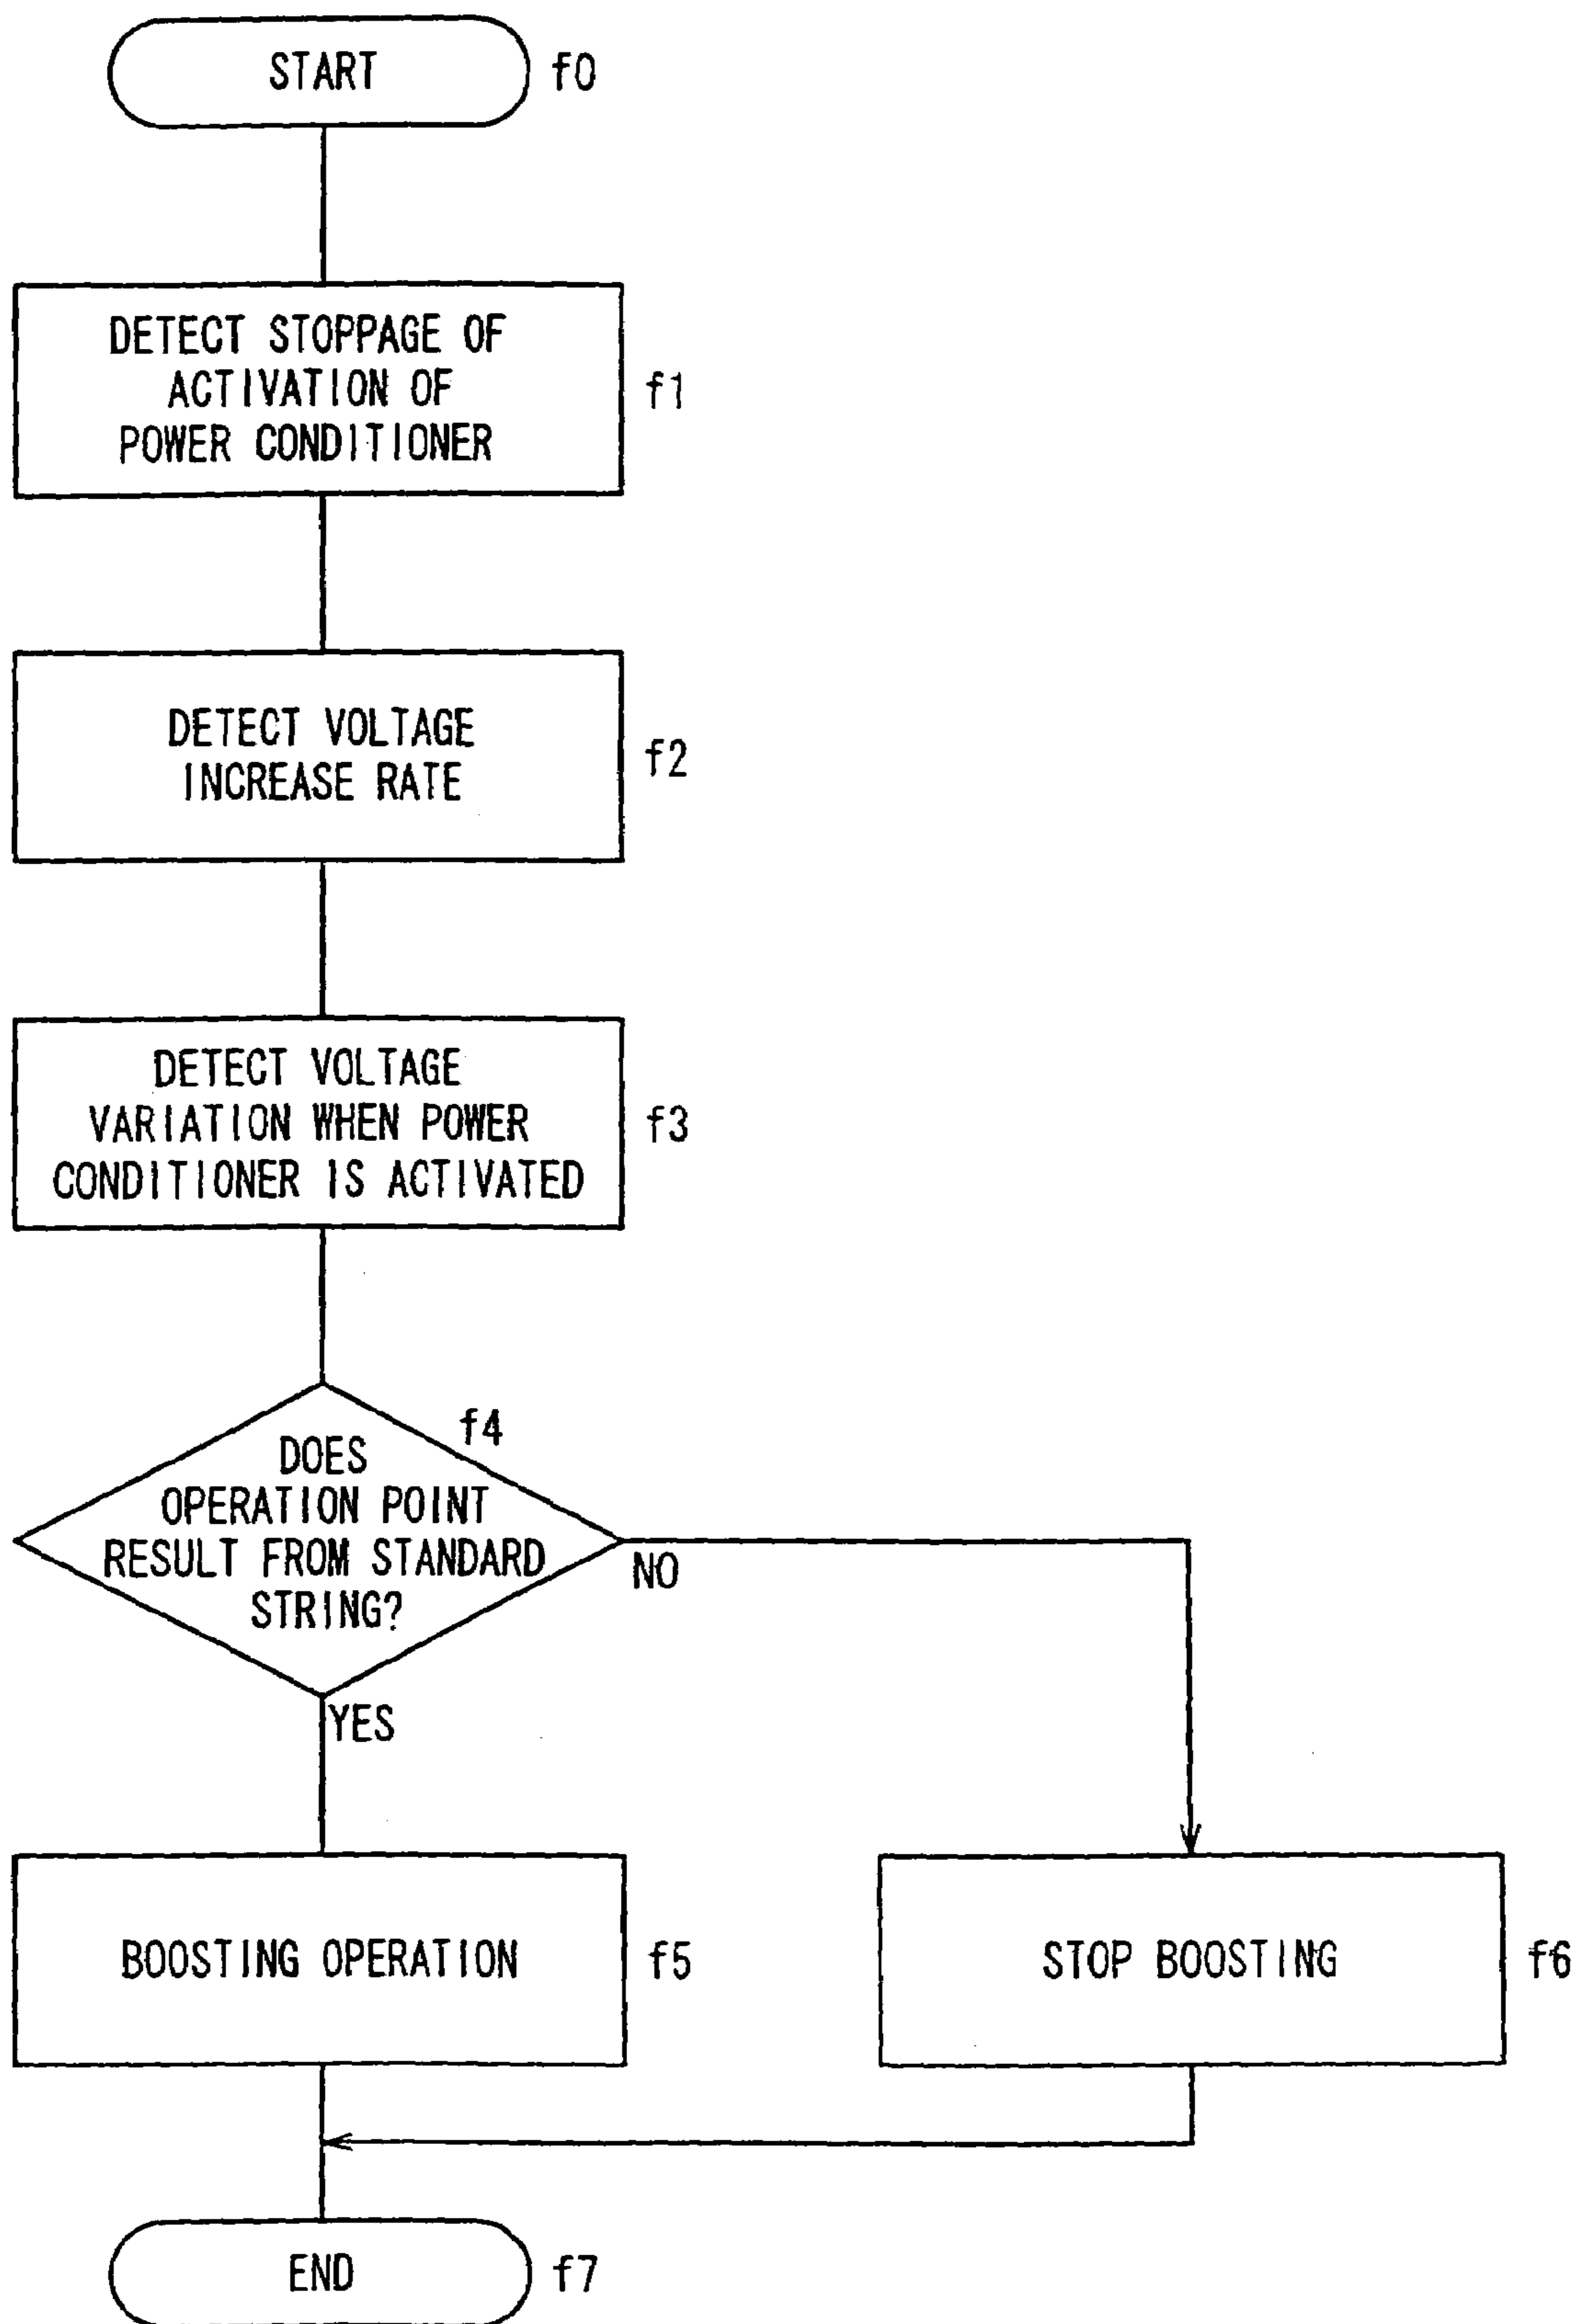 START
f0
DETECT STOPPAGE OF
ACTIVATION OF
POWER CONDITIONER
f1
DETECT VOLTAGE
INCREASE RATE
f2
DETECT VOLTAGE
VARIATION WHEN POWER
CONDITIONER IS ACTIVATED
f3
f4
DOES
OPERATION POINT
RESULT FROM STANDARD
STRING?
NO
YES
BOOSTING OPERATION
f5
STOP BOOSTING
f6
END
f7